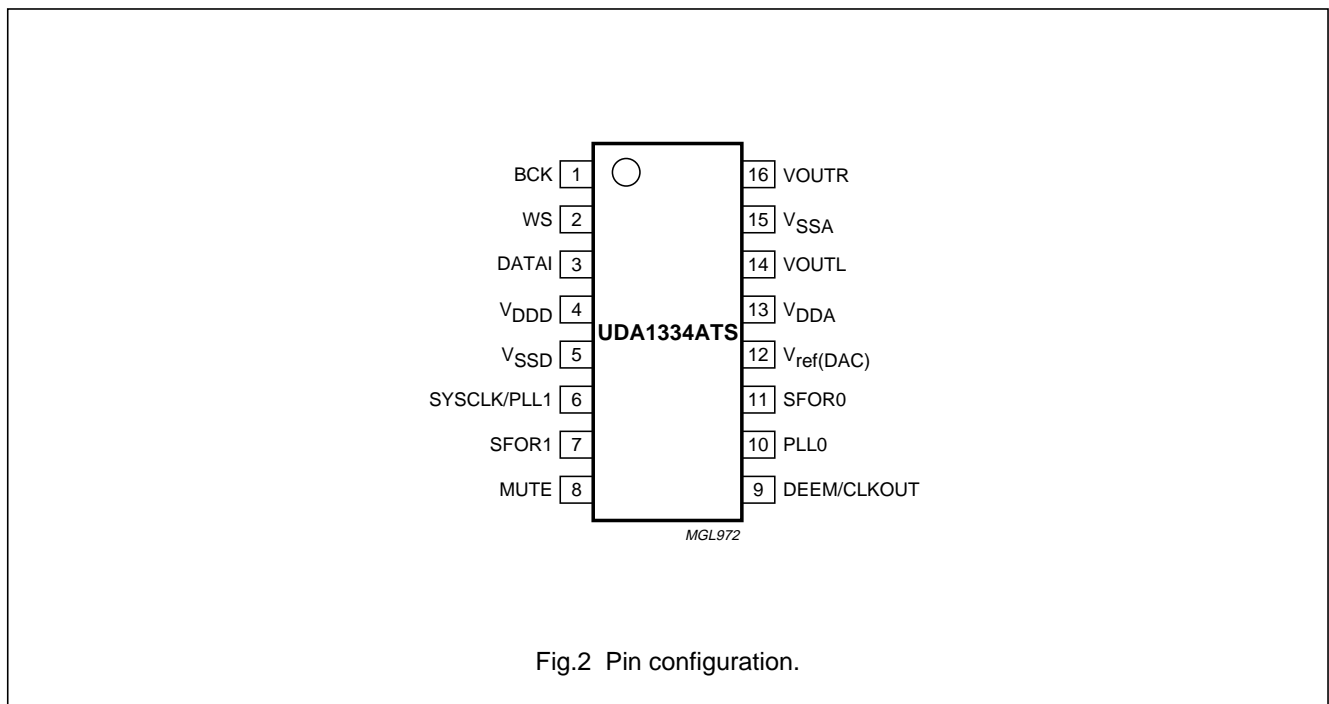 BCK 1 16 VOUTR
WS 2 15 VSSA
DATAI 3 14 VOUTL
VDDD 4 13 VDDA
UDA1334ATS
VSSD 5 12 Vref(DAC)
SYSCLK/PLL1 6 11 SFOR0
SFOR1 7 10 PLL0
MUTE 8 9 DEEM/CLKOUT
MGL972
Fig.2 Pin configuration.